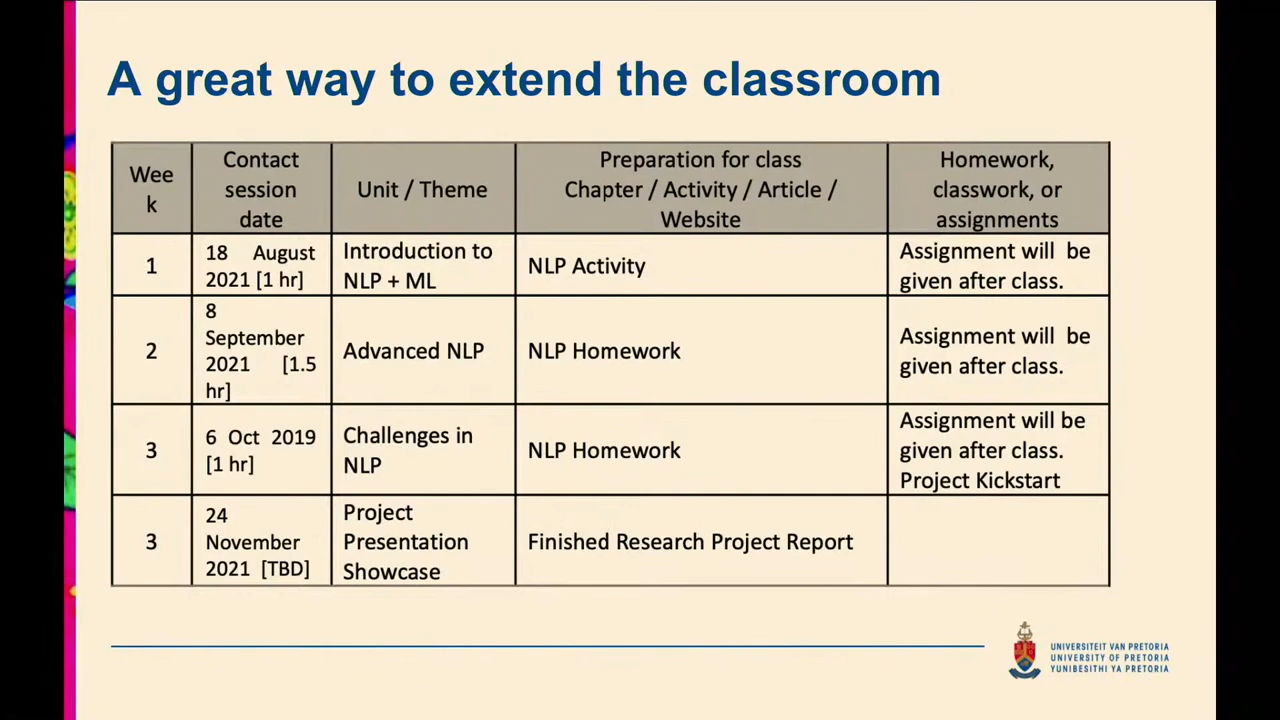 A great way to extend the classroom
Wee
k
Contact
session
date
Unit / Theme
Preparation for class
Chapter / Activity / Article /
Website
Homework,
classwork, or
assignments
1
18 August
2021 [1 hr]
Introduction to
NLP + ML
NLP Activity
Assignment will be
given after class.
2
8
September
2021 [1.5
hr]
Advanced NLP
NLP Homework
Assignment will be
given after class.
3
6 Oct 2019
[1 hr]
Challenges in
NLP
NLP Homework
Assignment will be
given after class.
Project Kickstart
3
24
November
2021 [TBD]
Project
Presentation
Showcase
Finished Research Project Report
UNIVERSITEIT VAN PRETORIA
UNIVERSITY OF PRETORIA
YUNIBESITHI YA PRETORIA